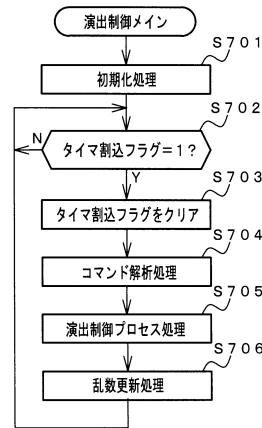 演出制御メイン
S701
初期化処理
S702
N
タイマ割込フラグ=1?
Y
S703
タイマ割込フラグをクリア
S704
コマンド解析処理
S705
演出制御プロセス処理
S706
乱数更新処理